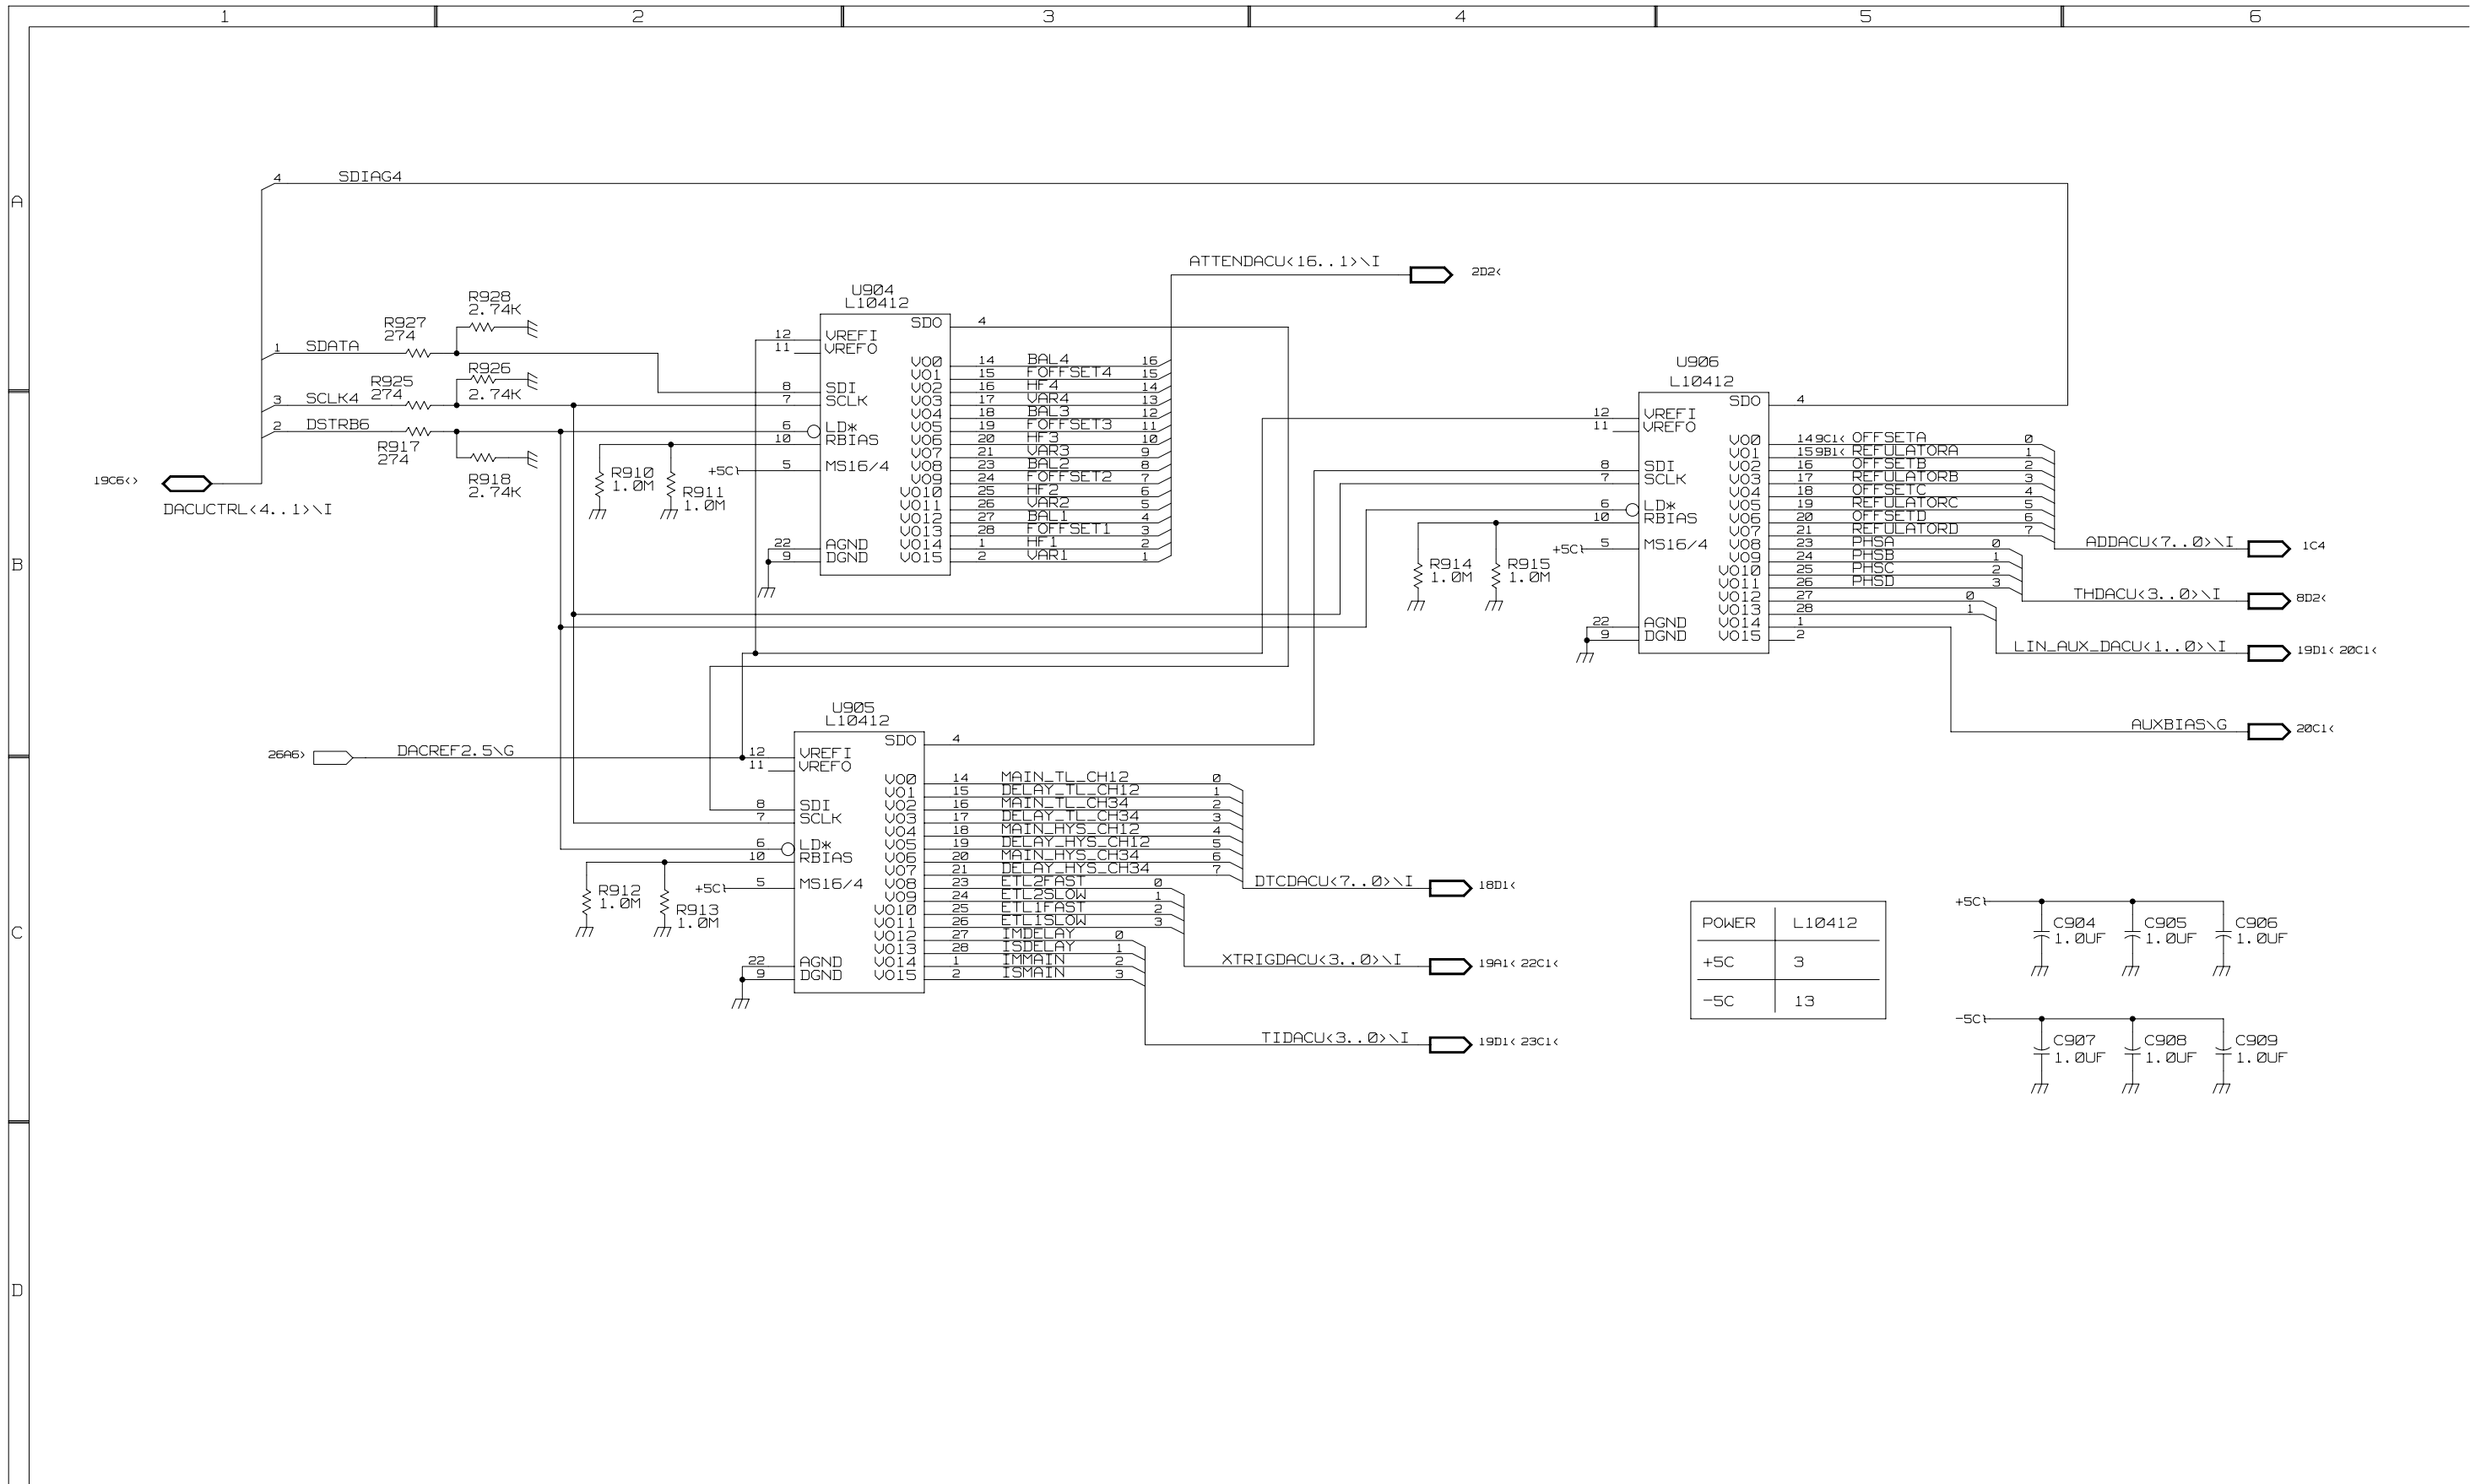 1 2 3 4 5 6
A
B
C
D
4 SDIAG4
ATTENDACU<16..1>\I 2D2<
R928
2.74K
R927
274
1 SDATA
R926
2.74K
R925
274
3 SCLK4
2 DSTRB6
R917
274
R918
2.74K
19C6<>
DACUCTRL<4..1>\I
R910
1.0M
R911
1.0M
+5C
U904
L10412
SDO 4
12 VREFI
11 VREFO
8 SDI
7 SCLK
6 LD*
10 RBIAS
5 MS16/4
22 AGND
9 DGND
VO0 14 BAL4 16
VO1 15 FOFFSET4 15
VO2 16 HF4 14
VO3 17 VAR4 13
VO4 18 BAL3 12
VO5 19 FOFFSET3 11
VO6 20 HF3 10
VO7 21 VAR3 9
VO8 23 BAL2 8
VO9 24 FOFFSET2 7
VO10 25 HF2 6
VO11 26 VAR2 5
VO12 27 BAL1 4
VO13 28 FOFFSET1 3
VO14 1 HF1 2
VO15 2 VAR1 1
U906
L10412
SDO 4
12 VREFI
11 VREFO
8 SDI
7 SCLK
6 LD*
10 RBIAS
+5C 5 MS16/4
22 AGND
9 DGND
R914
1.0M
R915
1.0M
VO0 14 9C1< OFFSETA 0
VO1 15 9B1< REFULATORA 1
VO2 16 OFFSETB 2
VO3 17 REFULATORB 3
VO4 18 OFFSETC 4
VO5 19 REFULATORC 5
VO6 20 OFFSETD 6
VO7 21 REFULATORD 7
VO8 23 PHSA 0
VO9 24 PHSB 1
VO10 25 PHSC 2
VO11 26 PHSD 3
VO12 27 0
VO13 28 1
VO14 1
VO15 2
ADDACU<7..0>\I 1C4
THDACU<3..0>\I 8D2<
LIN_AUX_DACU<1..0>\I 19D1< 20C1<
AUXBIAS\G 20C1<
26A6> DACREF2.5\G
U905
L10412
SDO 4
12 VREFI
11 VREFO
8 SDI
7 SCLK
6 LD*
10 RBIAS
+5C 5 MS16/4
22 AGND
9 DGND
R912
1.0M
R913
1.0M
VO0 14 MAIN_TL_CH12 0
VO1 15 DELAY_TL_CH12 1
VO2 16 MAIN_TL_CH34 2
VO3 17 DELAY_TL_CH34 3
VO4 18 MAIN_HYS_CH12 4
VO5 19 DELAY_HYS_CH12 5
VO6 20 MAIN_HYS_CH34 6
VO7 21 DELAY_HYS_CH34 7
VO8 23 ETL2FAST 0
VO9 24 ETL2SLOW 1
VO10 25 ETL1FAST 2
VO11 26 ETL1SLOW 3
VO12 27 IMDELAY 0
VO13 28 ISDELAY 1
VO14 1 IMMAIN 2
VO15 2 ISMAIN 3
DTCDACU<7..0>\I 18D1<
XTRIGDACU<3..0>\I 19A1< 22C1<
TIDACU<3..0>\I 19D1< 23C1<
POWER L10412
+5C 3
-5C 13
+5C
C904
1.0UF
C905
1.0UF
C906
1.0UF
-5C
C907
1.0UF
C908
1.0UF
C909
1.0UF